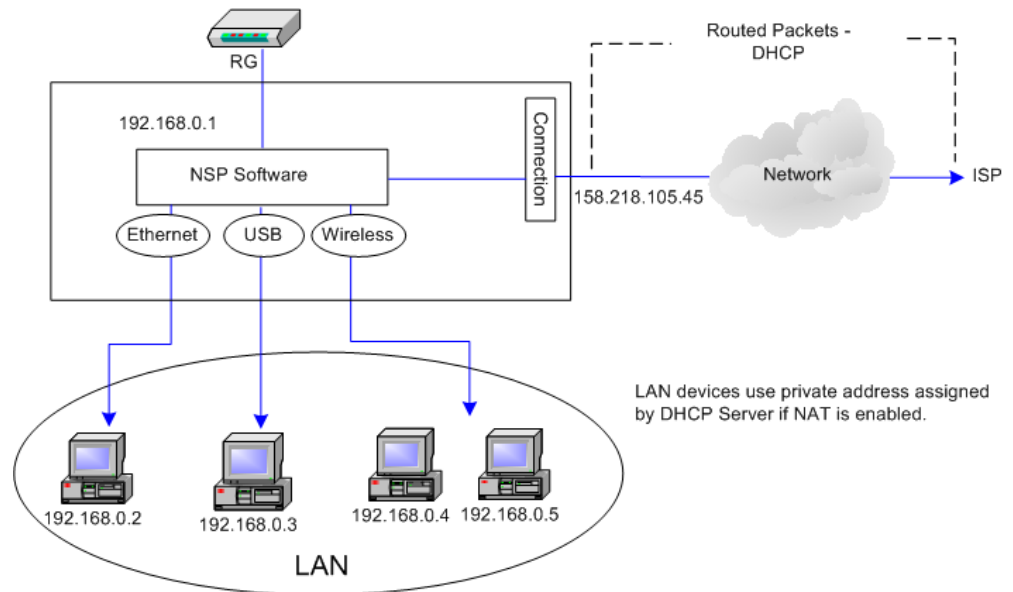 Routed Packets -
DHCP
RG
192.168.0.1
Connection
NSP Software
Network
ISP
158.218.105.45
Ethernet
USB
Wireless
LAN devices use private address assigned
by DHCP Server if NAT is enabled.
192.168.0.2
192.168.0.3
192.168.0.4
192.168.0.5
LAN